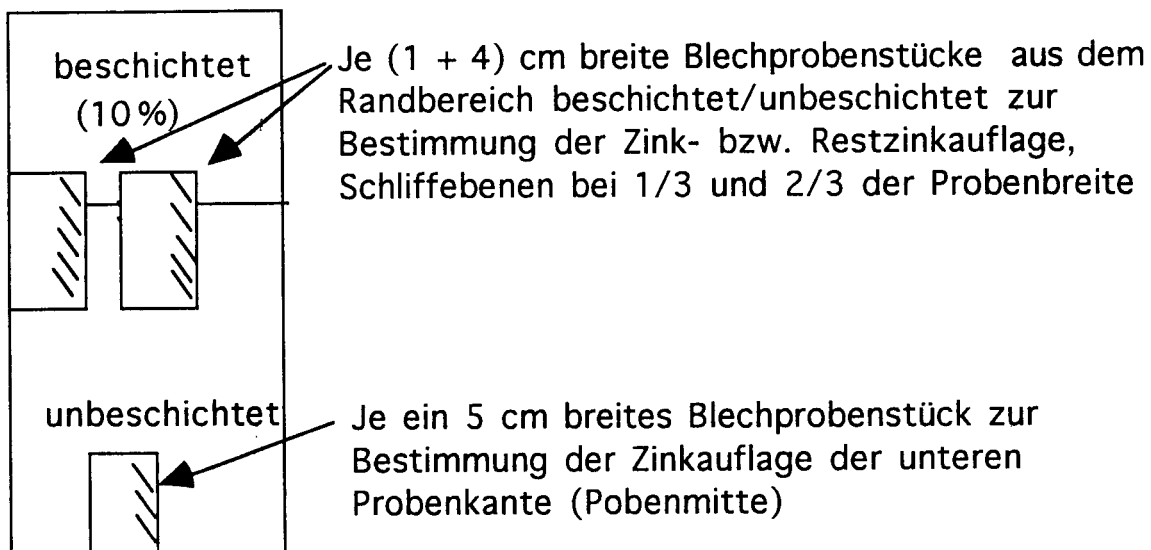 beschichtet
(10%)
Je (1 + 4) cm breite Blechprobenstücke aus dem
Randbereich beschichtet/unbeschichtet zur
Bestimmung der Zink- bzw. Restzinkauflage,
Schliffebenen bei 1/3 und 2/3 der Probenbreite
unbeschichtet
Je ein 5 cm breites Blechprobenstück zur
Bestimmung der Zinkauflage der unteren
Probenkante (Pobenmitte)